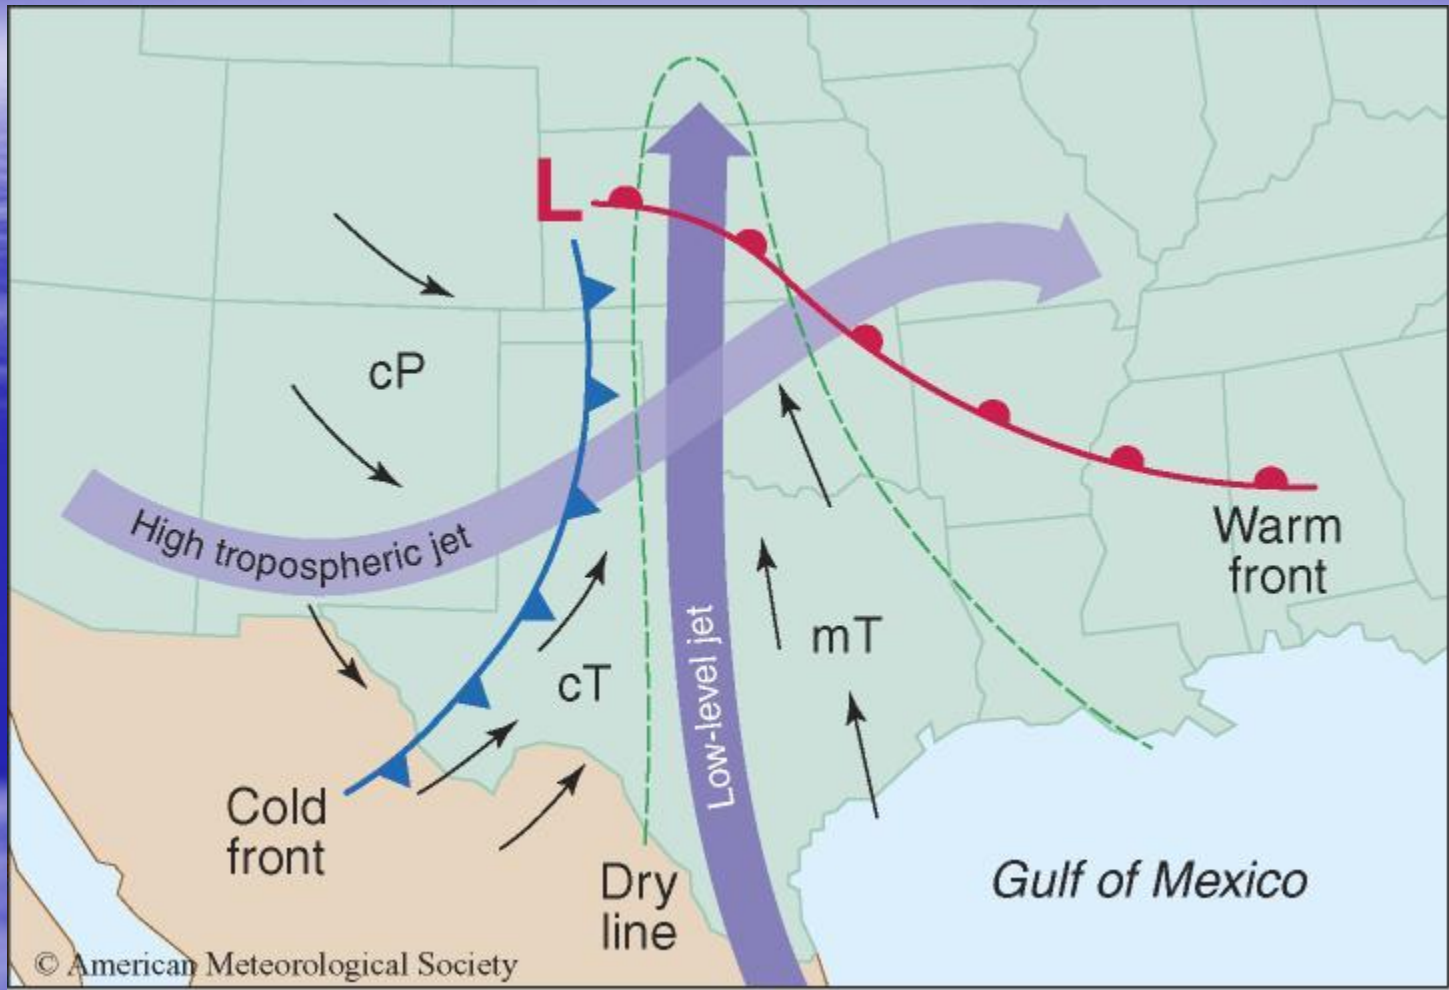 L
cP
High tropospheric jet
Warm
front
Low-level jet
mT
cT
Cold
front
Dry
line
Gulf of Mexico
© American Meteorological Society